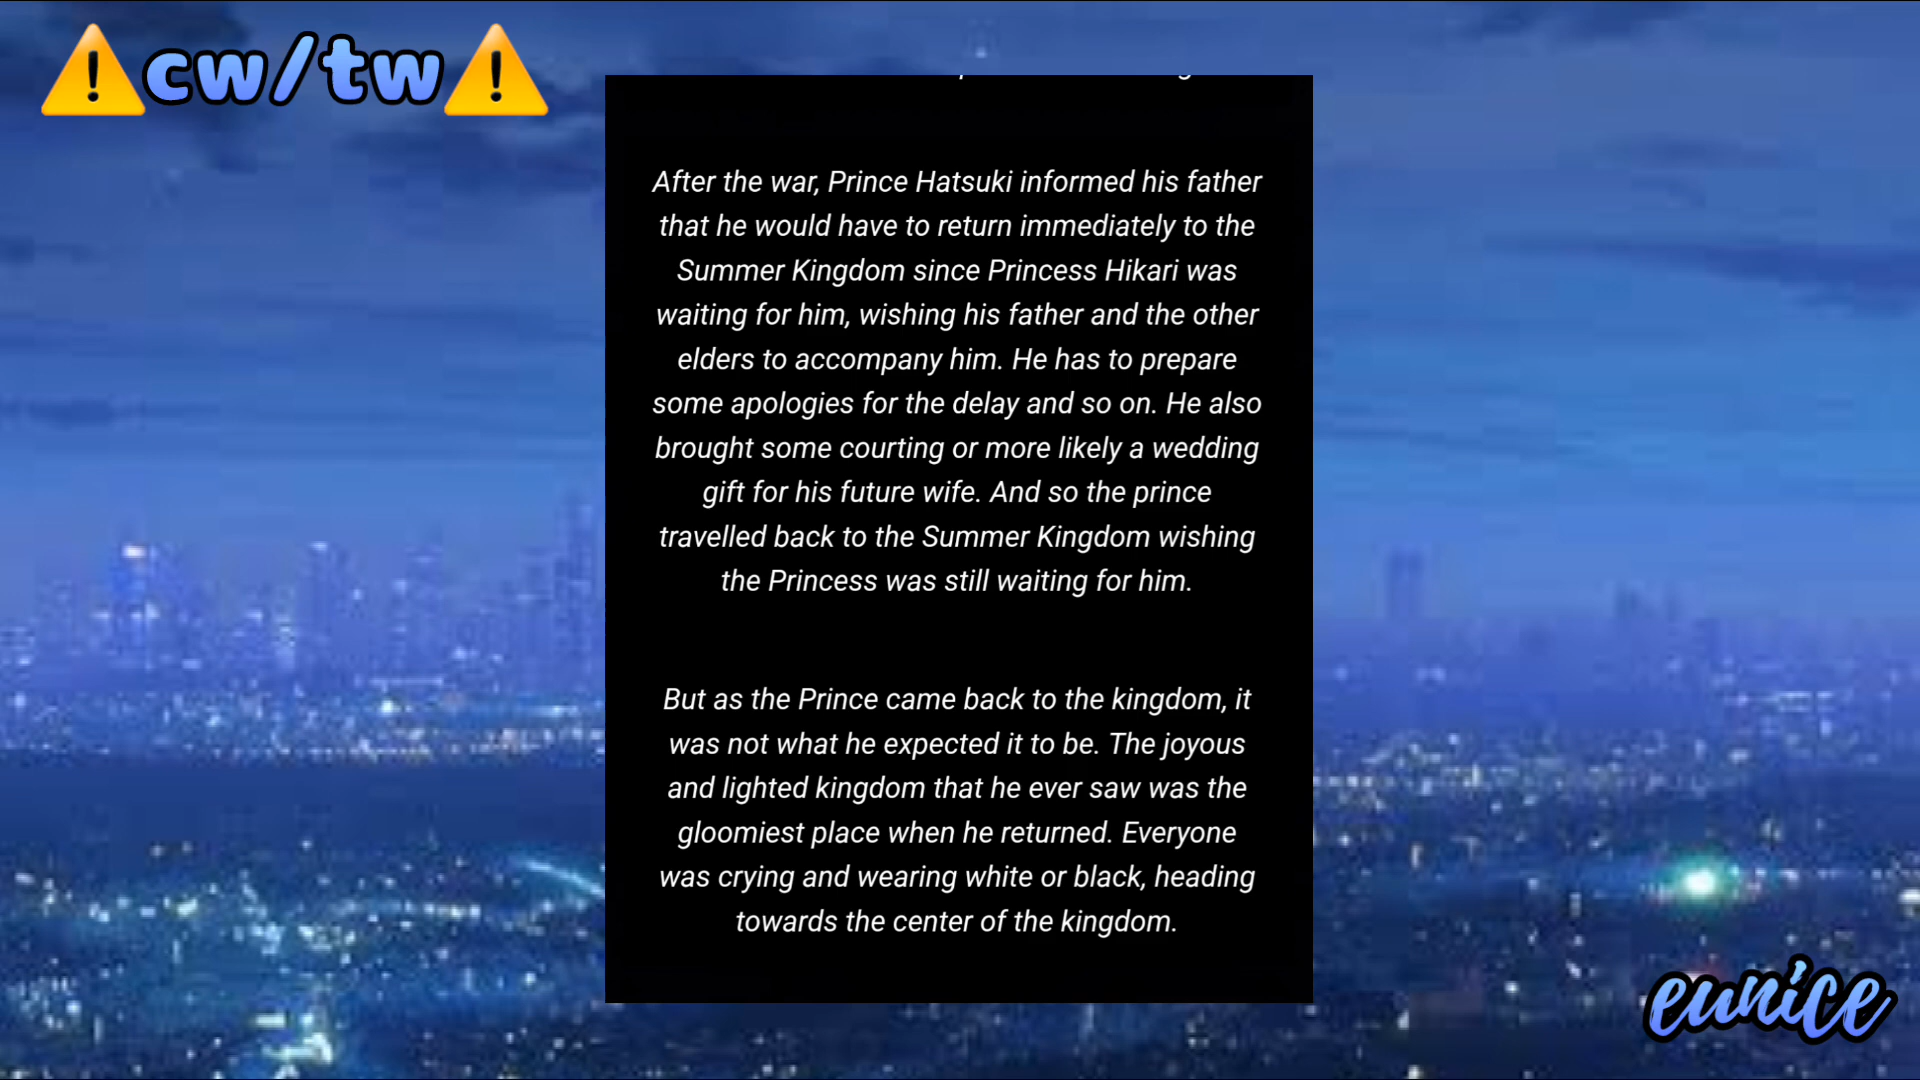 ⚠️cw/tw⚠️
After the war, Prince Hatsuki informed his father
that he would have to return immediately to the
Summer Kingdom since Princess Hikari was
waiting for him, wishing his father and the other
elders to accompany him. He has to prepare
some apologies for the delay and so on. He also
brought some courting or more likely a wedding
gift for his future wife. And so the prince
travelled back to the Summer Kingdom wishing
the Princess was still waiting for him.
But as the Prince came back to the kingdom, it
was not what he expected it to be. The joyous
and lighted kingdom that he ever saw was the
gloomiest place when he returned. Everyone
was crying and wearing white or black, heading
towards the center of the kingdom.
eunice